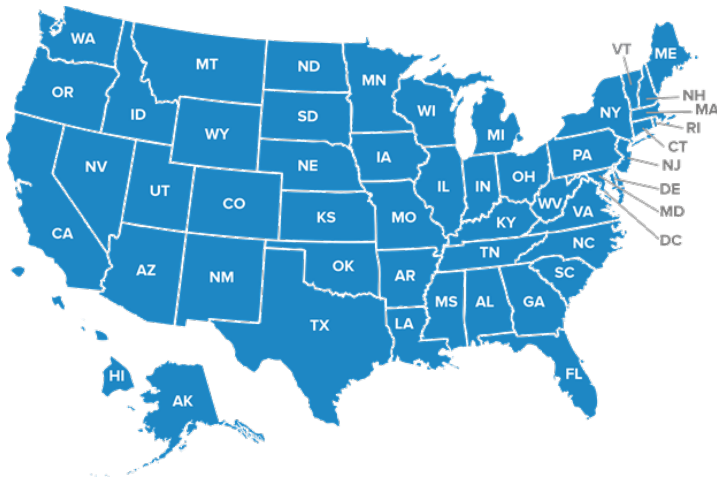 WA
MT
ND
MN
VT
ME
OR
ID
SD
WI
NY
NH
MA
WY
MI
RI
CT
NV
NE
IA
PA
NJ
UT
CO
IL
IN
OH
DE
MD
DC
CA
KS
MO
WV
VA
KY
AZ
NM
OK
AR
TN
NC
SC
TX
LA
MS
AL
GA
HI
AK
FL